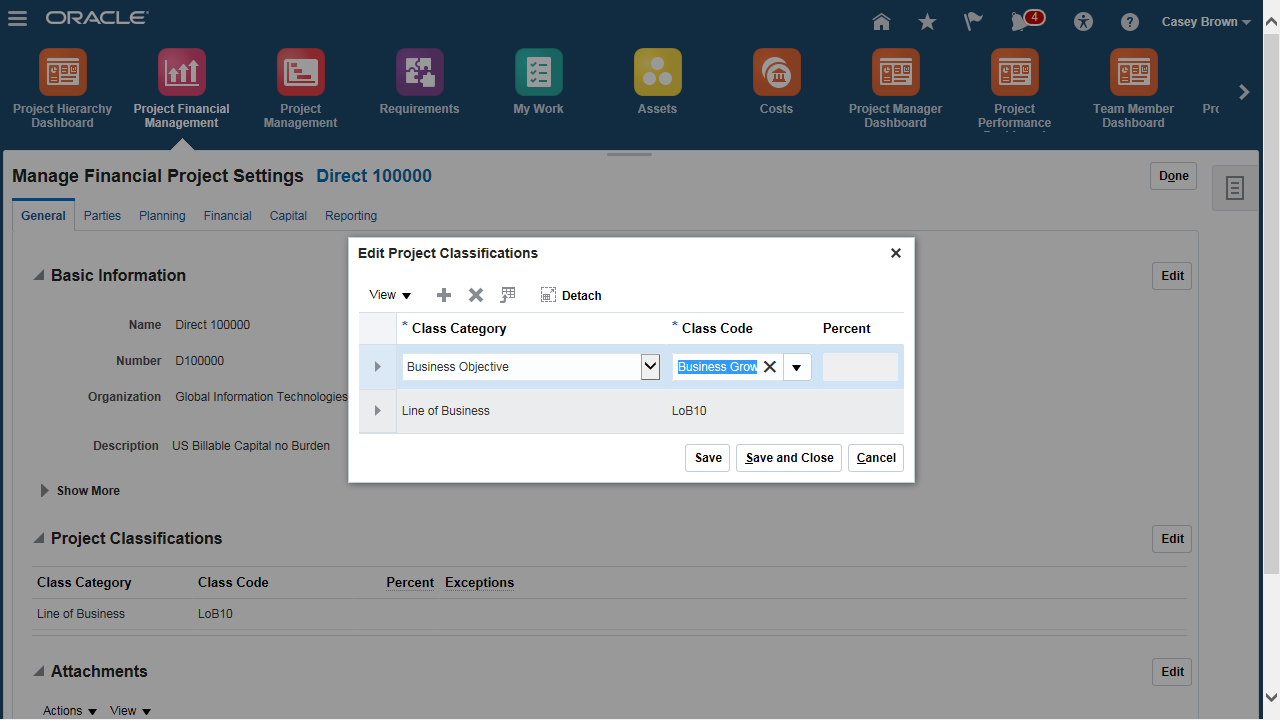 ORACLE
4
Casey Brown
Project Hierarchy
Dashboard
Project Financial
Management
Project
Management
Requirements
My Work
Assets
Costs
Project Manager
Dashboard
Project
Performance
Team Member
Dashboard
Manage Financial Project Settings Direct 100000
Done
General Parties Planning Financial Capital Reporting
Basic Information
Edit
Name Direct 100000
Number D100000
Organization Global Information Technologies
Description US Billable Capital no Burden
Show More
Edit Project Classifications
View
Detach
* Class Category * Class Code Percent
Business Objective Business Grow
Line of Business LoB10
Save Save and Close Cancel
Project Classifications
Edit
Class Category Class Code Percent Exceptions
Line of Business LoB10
Attachments
Edit
Actions View